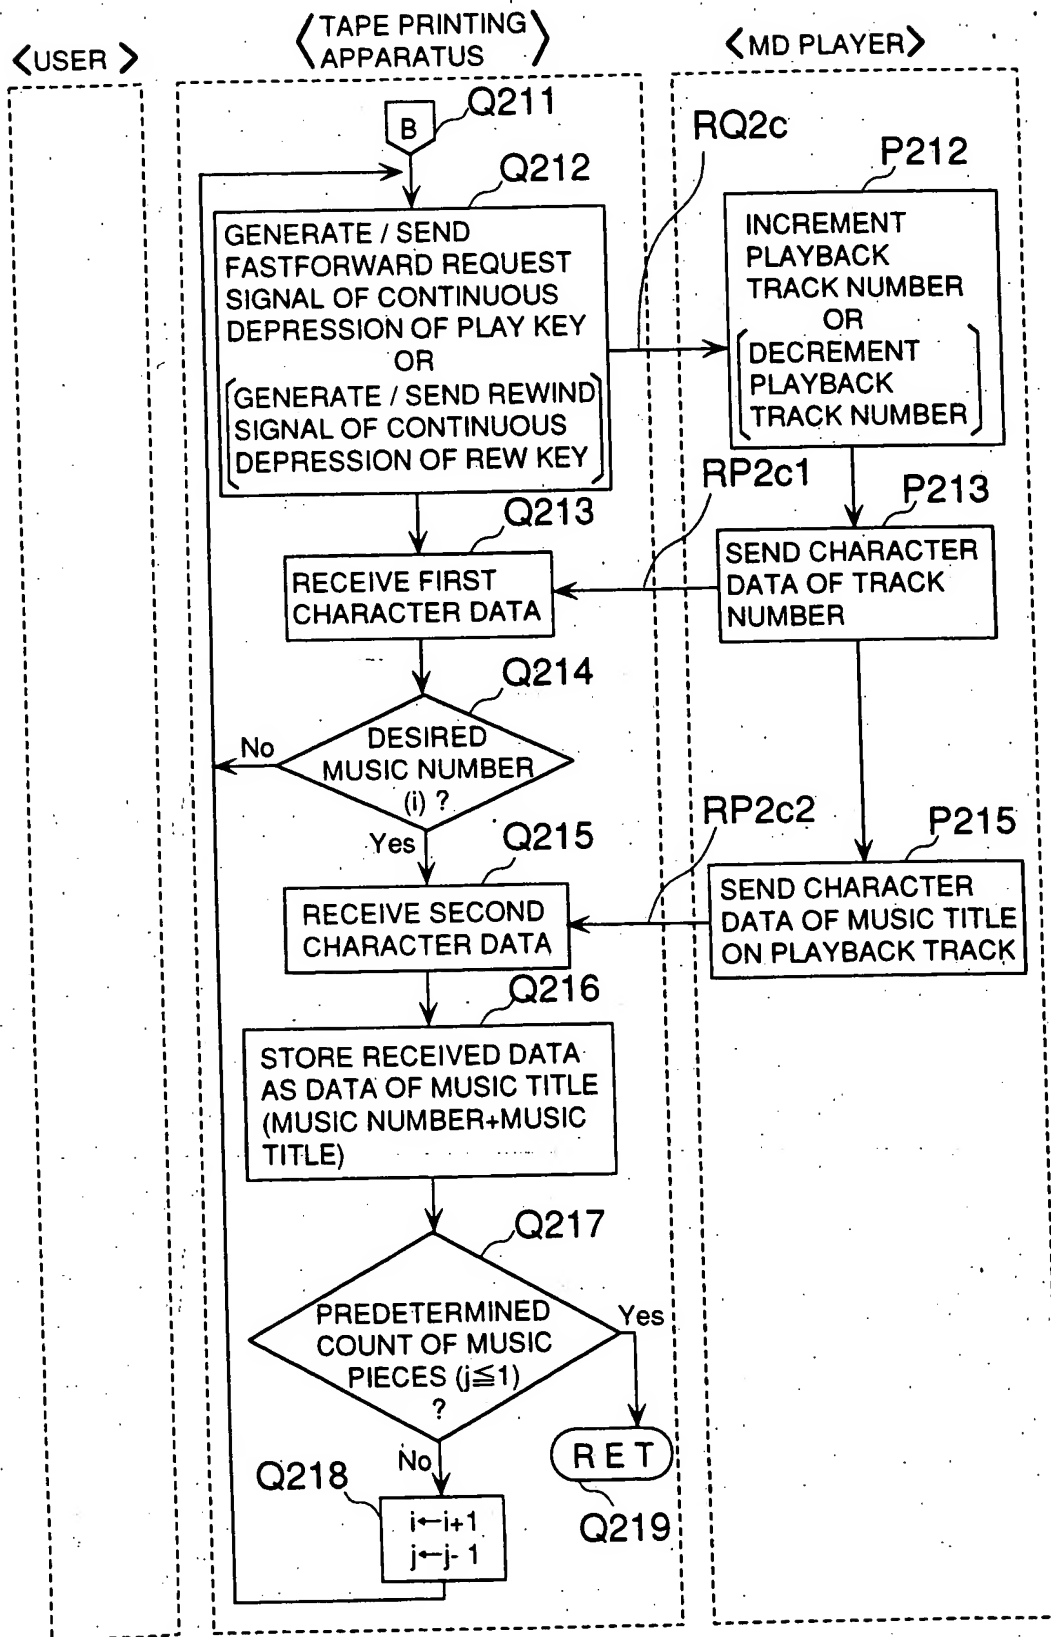 <USER>
<TAPE PRINTING
APPARATUS>
<MD PLAYER>
B
Q211
Q212
GENERATE / SEND
FASTFORWARD REQUEST
SIGNAL OF CONTINUOUS
DEPRESSION OF PLAY KEY
OR
[GENERATE / SEND REWIND
SIGNAL OF CONTINUOUS
DEPRESSION OF REW KEY]
RQ2c
P212
INCREMENT
PLAYBACK
TRACK NUMBER
OR
[DECREMENT
PLAYBACK
TRACK NUMBER]
Q213
RECEIVE FIRST
CHARACTER DATA
RP2c1
P213
SEND CHARACTER
DATA OF TRACK
NUMBER
Q214
DESIRED
MUSIC NUMBER
(i) ?
No
Yes
Q215
RECEIVE SECOND
CHARACTER DATA
RP2c2
P215
SEND CHARACTER
DATA OF MUSIC TITLE
ON PLAYBACK TRACK
Q216
STORE RECEIVED DATA
AS DATA OF MUSIC TITLE
(MUSIC NUMBER+MUSIC
TITLE)
Q217
PREDETERMINED
COUNT OF MUSIC
PIECES (j≦1)
?
Yes
No
RET
Q219
Q218
i←i+1
j←j-1